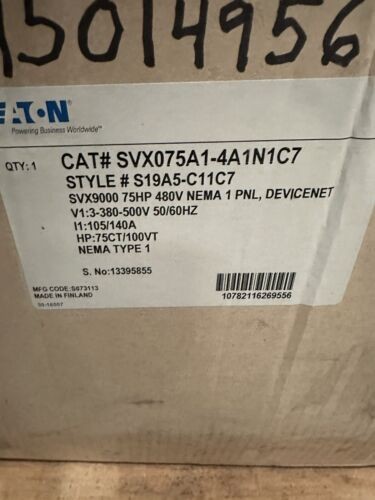 15014956
EATON
Powering Business Worldwide™
QTY: 1
CAT# SVX075A1-4A1N1C7
STYLE # S19A5-C11C7
SVX9000 75HP 480V NEMA 1 PNL, DEVICENET
V1:3-380-500V 50/60HZ
I1:105/140A
HP:75CT/100VT
NEMA TYPE 1
S. No:13395855
MFG CODE: S673113
MADE IN FINLAND
10782116269556